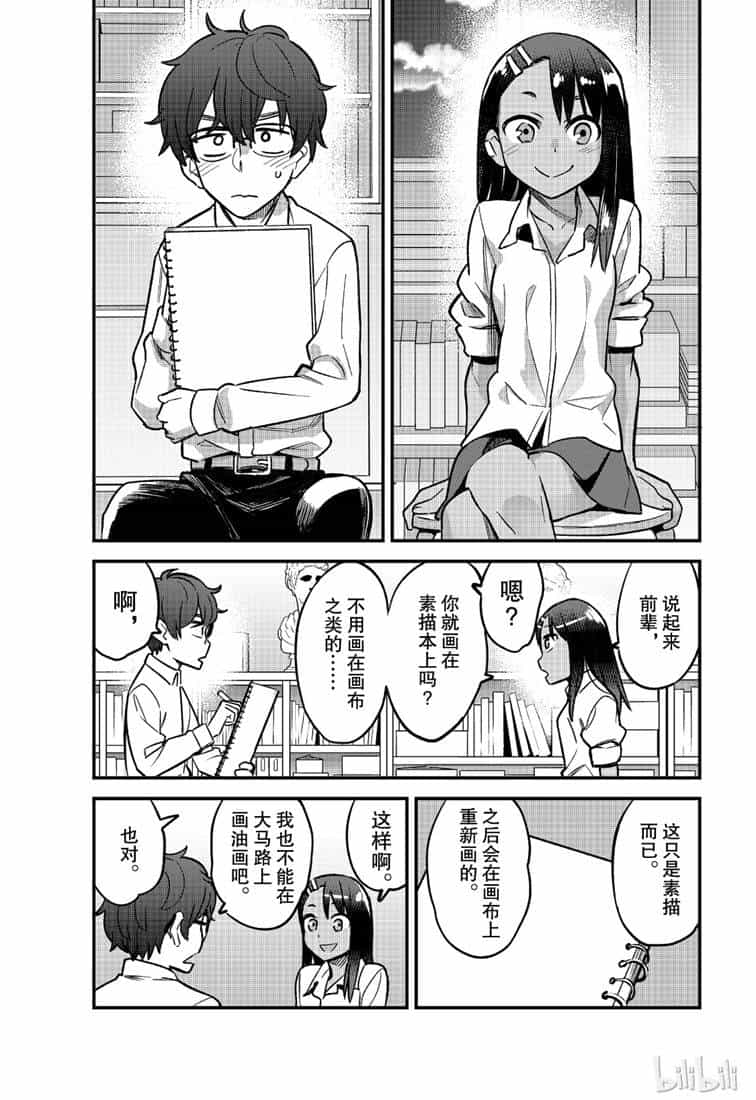 说起来
前辈，
嗯？
你就画在
素描本上吗？
不用画在画布
之类的……
啊，
这只是素描
而已。
之后会在画布上
重新画的。
这样啊。
我也不能在
大马路上
画油画吧。
也对。
bilibili